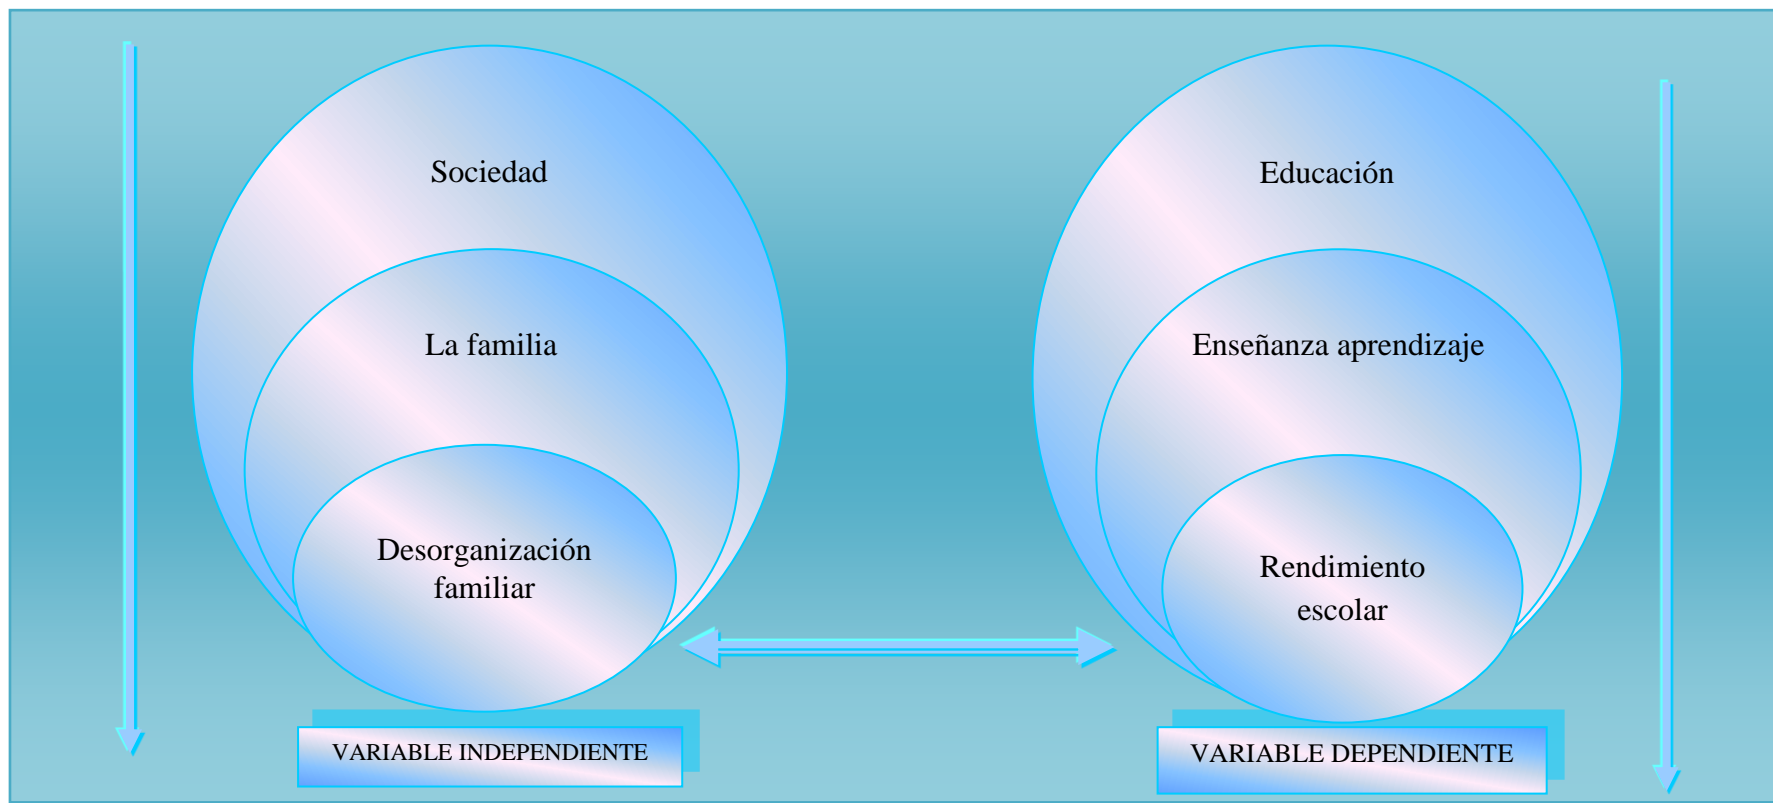 Sociedad
La familia
Desorganización
familiar
VARIABLE INDEPENDIENTE
Educación
Enseñanza aprendizaje
Rendimiento
escolar
VARIABLE DEPENDIENTE